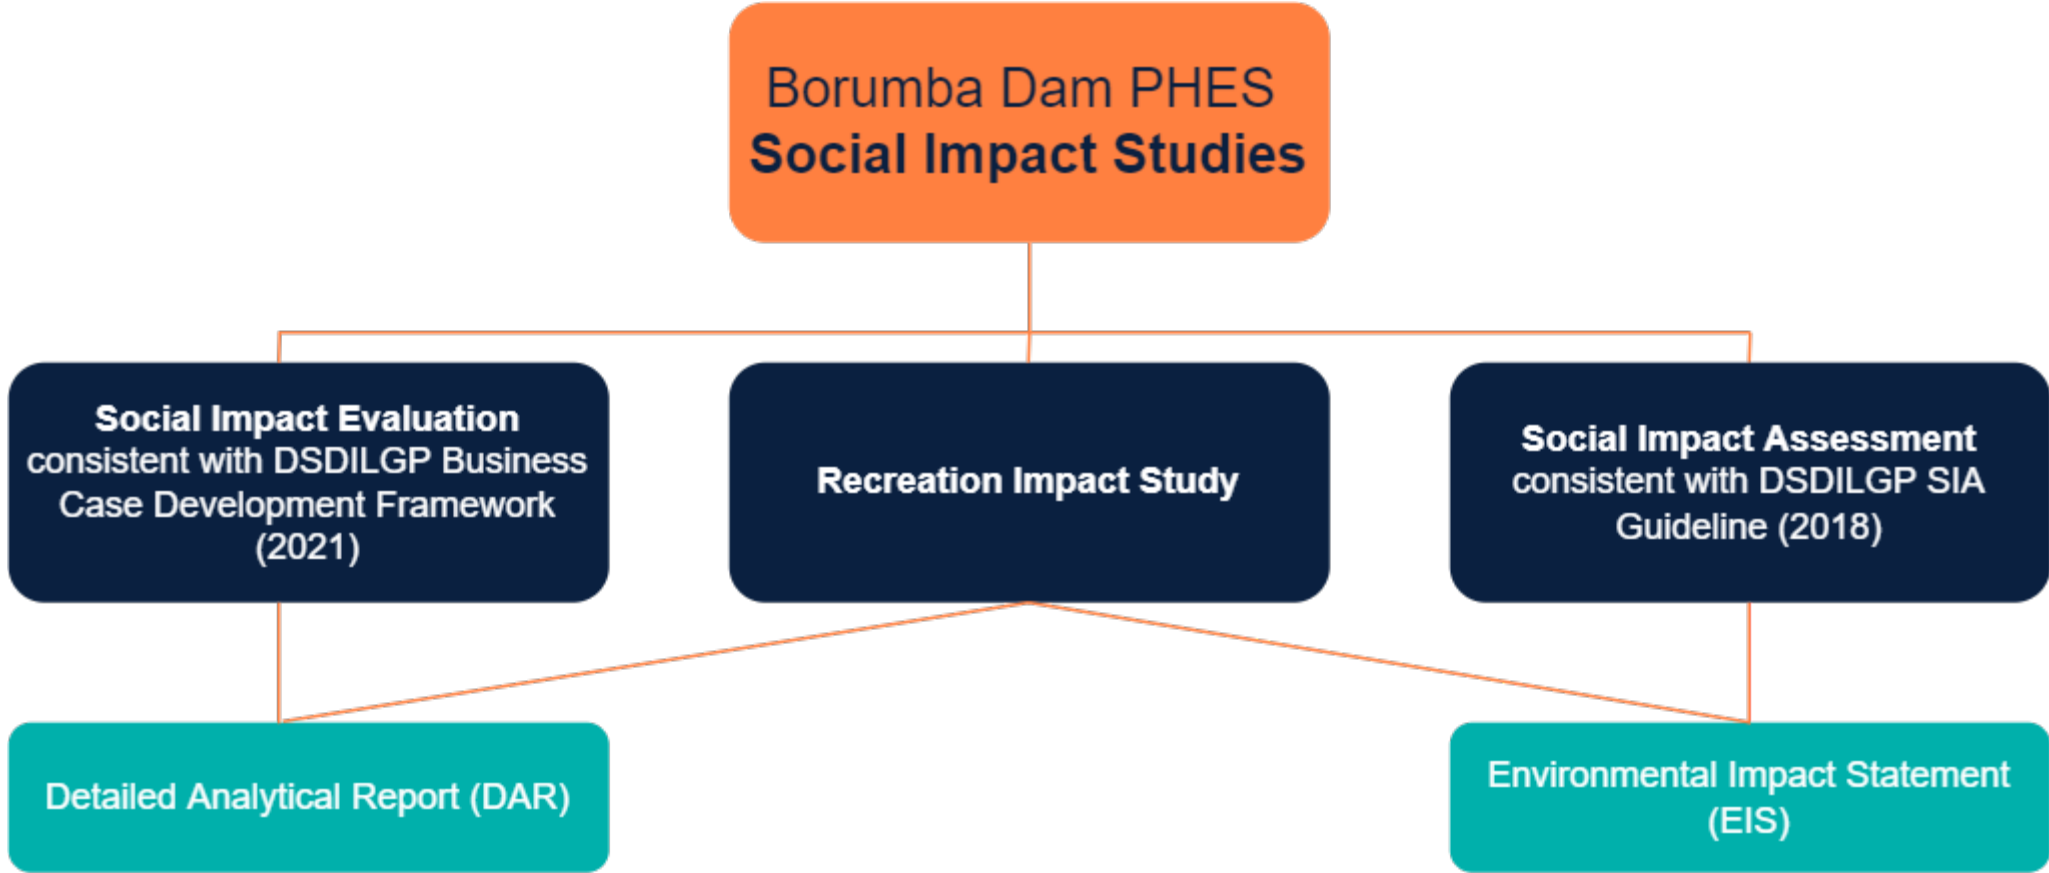 Borumba Dam PHES
Social Impact Studies
Social Impact Evaluation
consistent with DSDILGP Business
Case Development Framework
(2021)
Recreation Impact Study
Social Impact Assessment
consistent with DSDILGP SIA
Guideline (2018)
Detailed Analytical Report (DAR)
Environmental Impact Statement
(EIS)